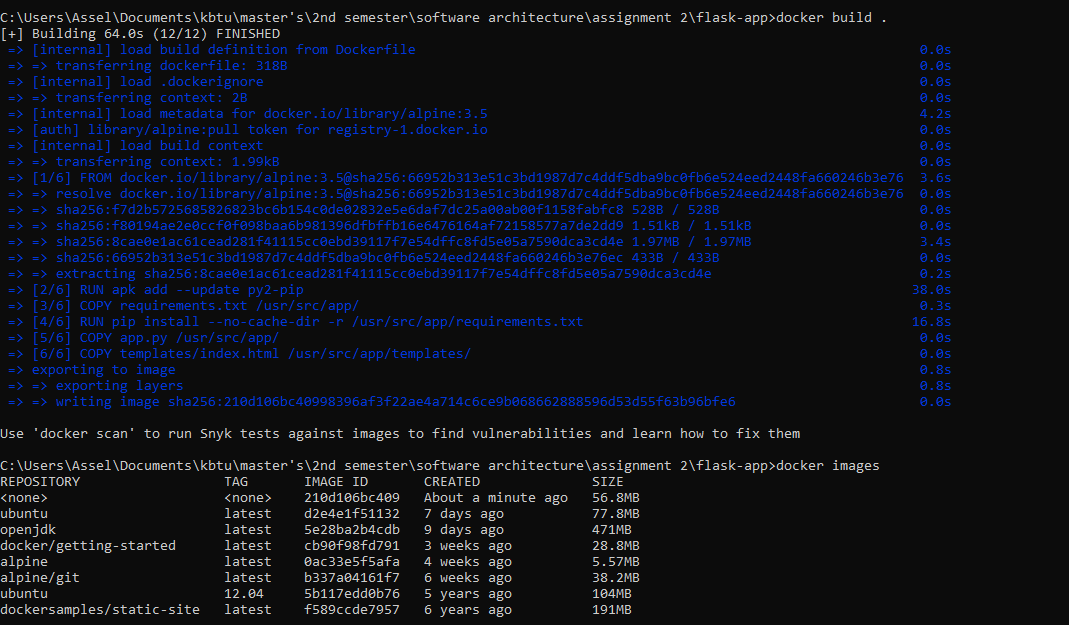 C:\Users\Assel\Documents\kbtu\master's\2nd semester\software architecture\assignment 2\flask-app>docker build .
[+] Building 64.0s (12/12) FINISHED
=> [internal] load build definition from Dockerfile 0.0s
=> => transferring dockerfile: 318B 0.0s
=> [internal] load .dockerignore 0.0s
=> => transferring context: 2B 0.0s
=> [internal] load metadata for docker.io/library/alpine:3.5 4.2s
=> [auth] library/alpine:pull token for registry-1.docker.io 0.0s
=> [internal] load build context 0.0s
=> => transferring context: 1.99kB 0.0s
=> [1/6] FROM docker.io/library/alpine:3.5@sha256:66952b313e51c3bd1987d7c4ddf5dba9bc0fb6e524eed2448fa660246b3e76 3.6s
=> => resolve docker.io/library/alpine:3.5@sha256:66952b313e51c3bd1987d7c4ddf5dba9bc0fb6e524eed2448fa660246b3e76 0.0s
=> => sha256:f7d2b5725685826823bc6b154c0de02832e5e6daf7dc25a00ab00f1158fabfc8 528B / 528B 0.0s
=> => sha256:f80194ae2e0ccf0f098baa6b981396dfbffb16e6476164af72158577a7de2dd9 1.51kB / 1.51kB 0.0s
=> => sha256:8cae0e1ac61cead281f41115cc0ebd39117f7e54dffc8fd5e05a7590dca3cd4e 1.97MB / 1.97MB 3.4s
=> => sha256:66952b313e51c3bd1987d7c4ddf5dba9bc0fb6e524eed2448fa660246b3e76ec 433B / 433B 0.0s
=> => extracting sha256:8cae0e1ac61cead281f41115cc0ebd39117f7e54dffc8fd5e05a7590dca3cd4e 0.2s
=> [2/6] RUN apk add --update py2-pip 38.0s
=> [3/6] COPY requirements.txt /usr/src/app/ 0.3s
=> [4/6] RUN pip install --no-cache-dir -r /usr/src/app/requirements.txt 16.8s
=> [5/6] COPY app.py /usr/src/app/ 0.0s
=> [6/6] COPY templates/index.html /usr/src/app/templates/ 0.0s
=> exporting to image 0.8s
=> => exporting layers 0.8s
=> => writing image sha256:210d106bc40998396af3f22ae4a714c6ce9b068662888596d53d55f63b96bfe6 0.0s
Use 'docker scan' to run Snyk tests against images to find vulnerabilities and learn how to fix them
C:\Users\Assel\Documents\kbtu\master's\2nd semester\software architecture\assignment 2\flask-app>docker images
REPOSITORY TAG IMAGE ID CREATED SIZE
<none> <none> 210d106bc409 About a minute ago 56.8MB
ubuntu latest d2e4e1f51132 7 days ago 77.8MB
openjdk latest 5e28ba2b4cdb 9 days ago 471MB
docker/getting-started latest cb90f98fd791 3 weeks ago 28.8MB
alpine latest 0ac33e5f5afa 4 weeks ago 5.57MB
alpine/git latest b337a04161f7 6 weeks ago 38.2MB
ubuntu 12.04 5b117edd0b76 5 years ago 104MB
dockersamples/static-site latest f589ccde7957 6 years ago 191MB